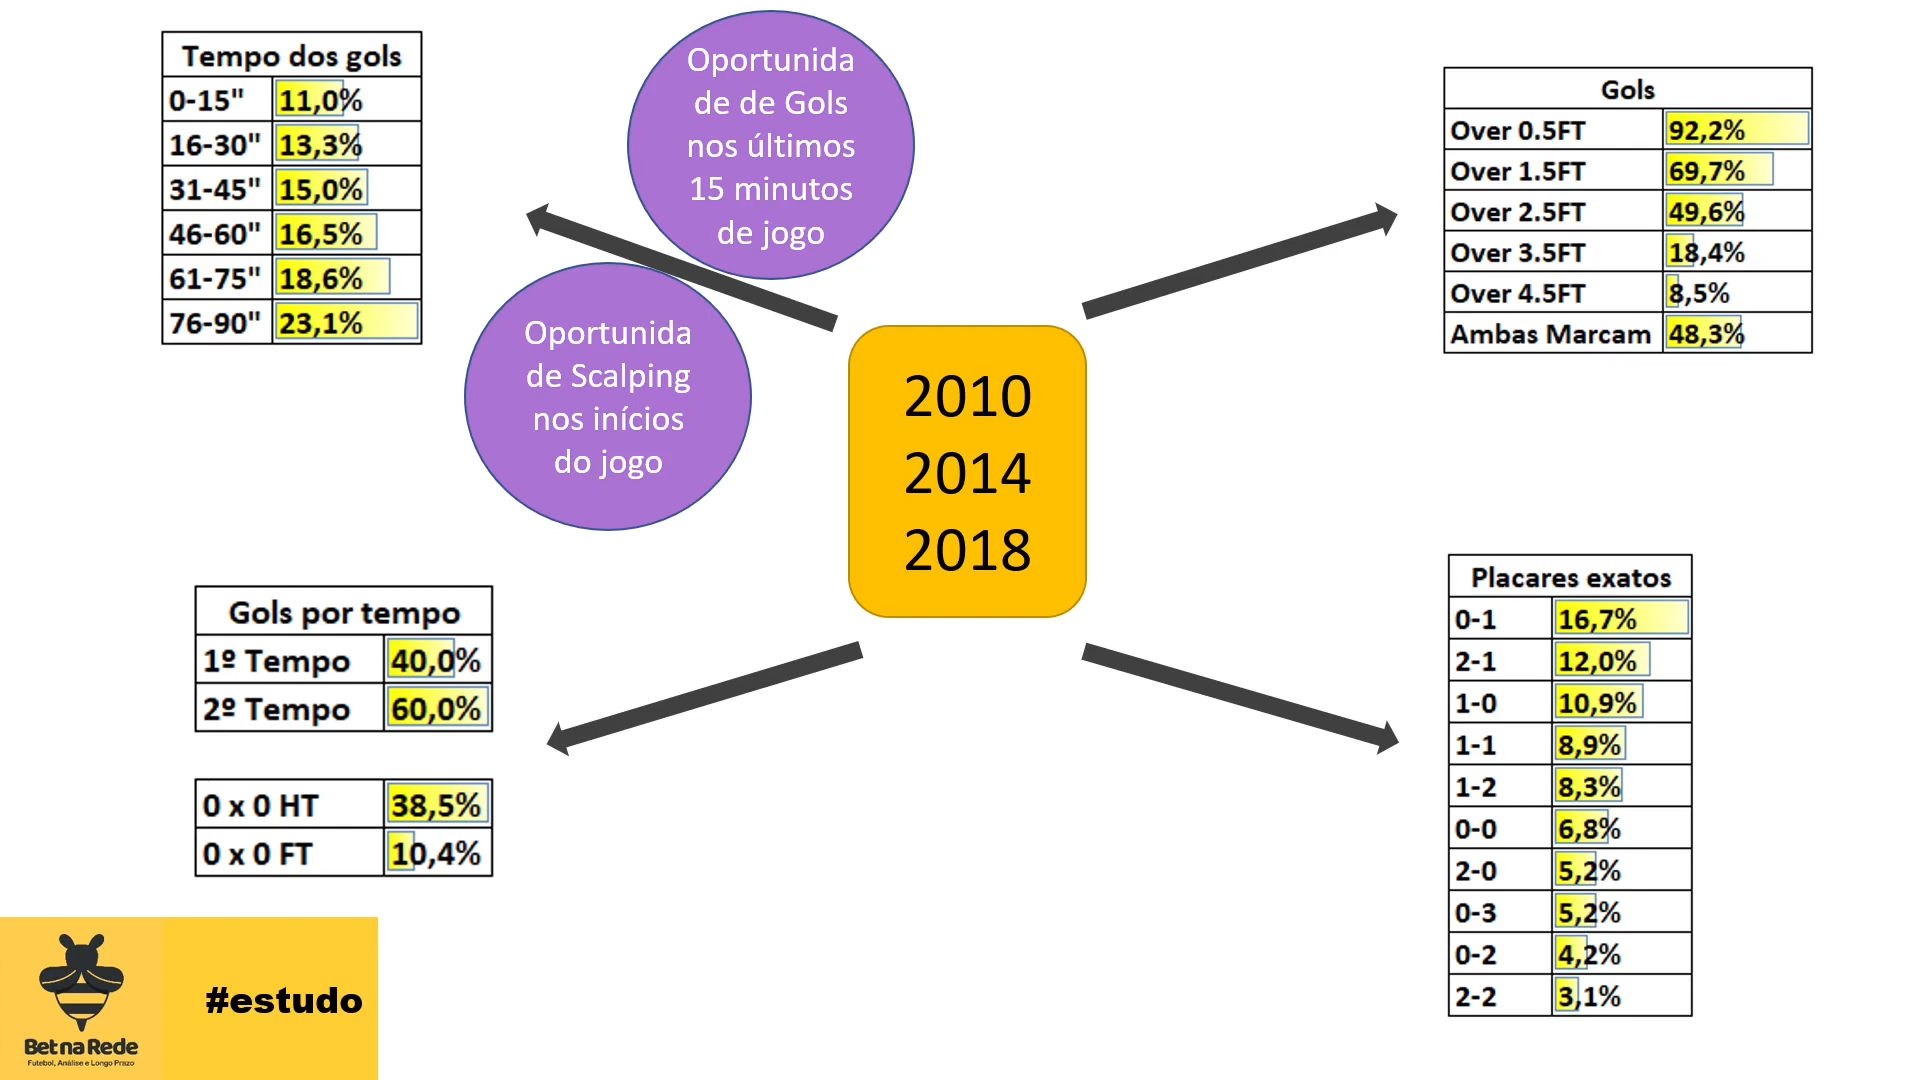 Tempo dos gols
0-15" 11,0%
16-30" 13,3%
31-45" 15,0%
46-60" 16,5%
61-75" 18,6%
76-90" 23,1%
Oportunida
de de Gols
nos últimos
15 minutos
de jogo
Oportunida
de Scalping
nos inícios
do jogo
2010
2014
2018
Gols
Over 0.5FT 92,2%
Over 1.5FT 69,7%
Over 2.5FT 49,6%
Over 3.5FT 18,4%
Over 4.5FT 8,5%
Ambas Marcam 48,3%
Gols por tempo
1º Tempo 40,0%
2º Tempo 60,0%
0 x 0 HT 38,5%
0 x 0 FT 10,4%
Placares exatos
0-1 16,7%
2-1 12,0%
1-0 10,9%
1-1 8,9%
1-2 8,3%
0-0 6,8%
2-0 5,2%
0-3 5,2%
0-2 4,2%
2-2 3,1%
#estudo
Bet na Rede
Futebol, Análise e Longo Prazo